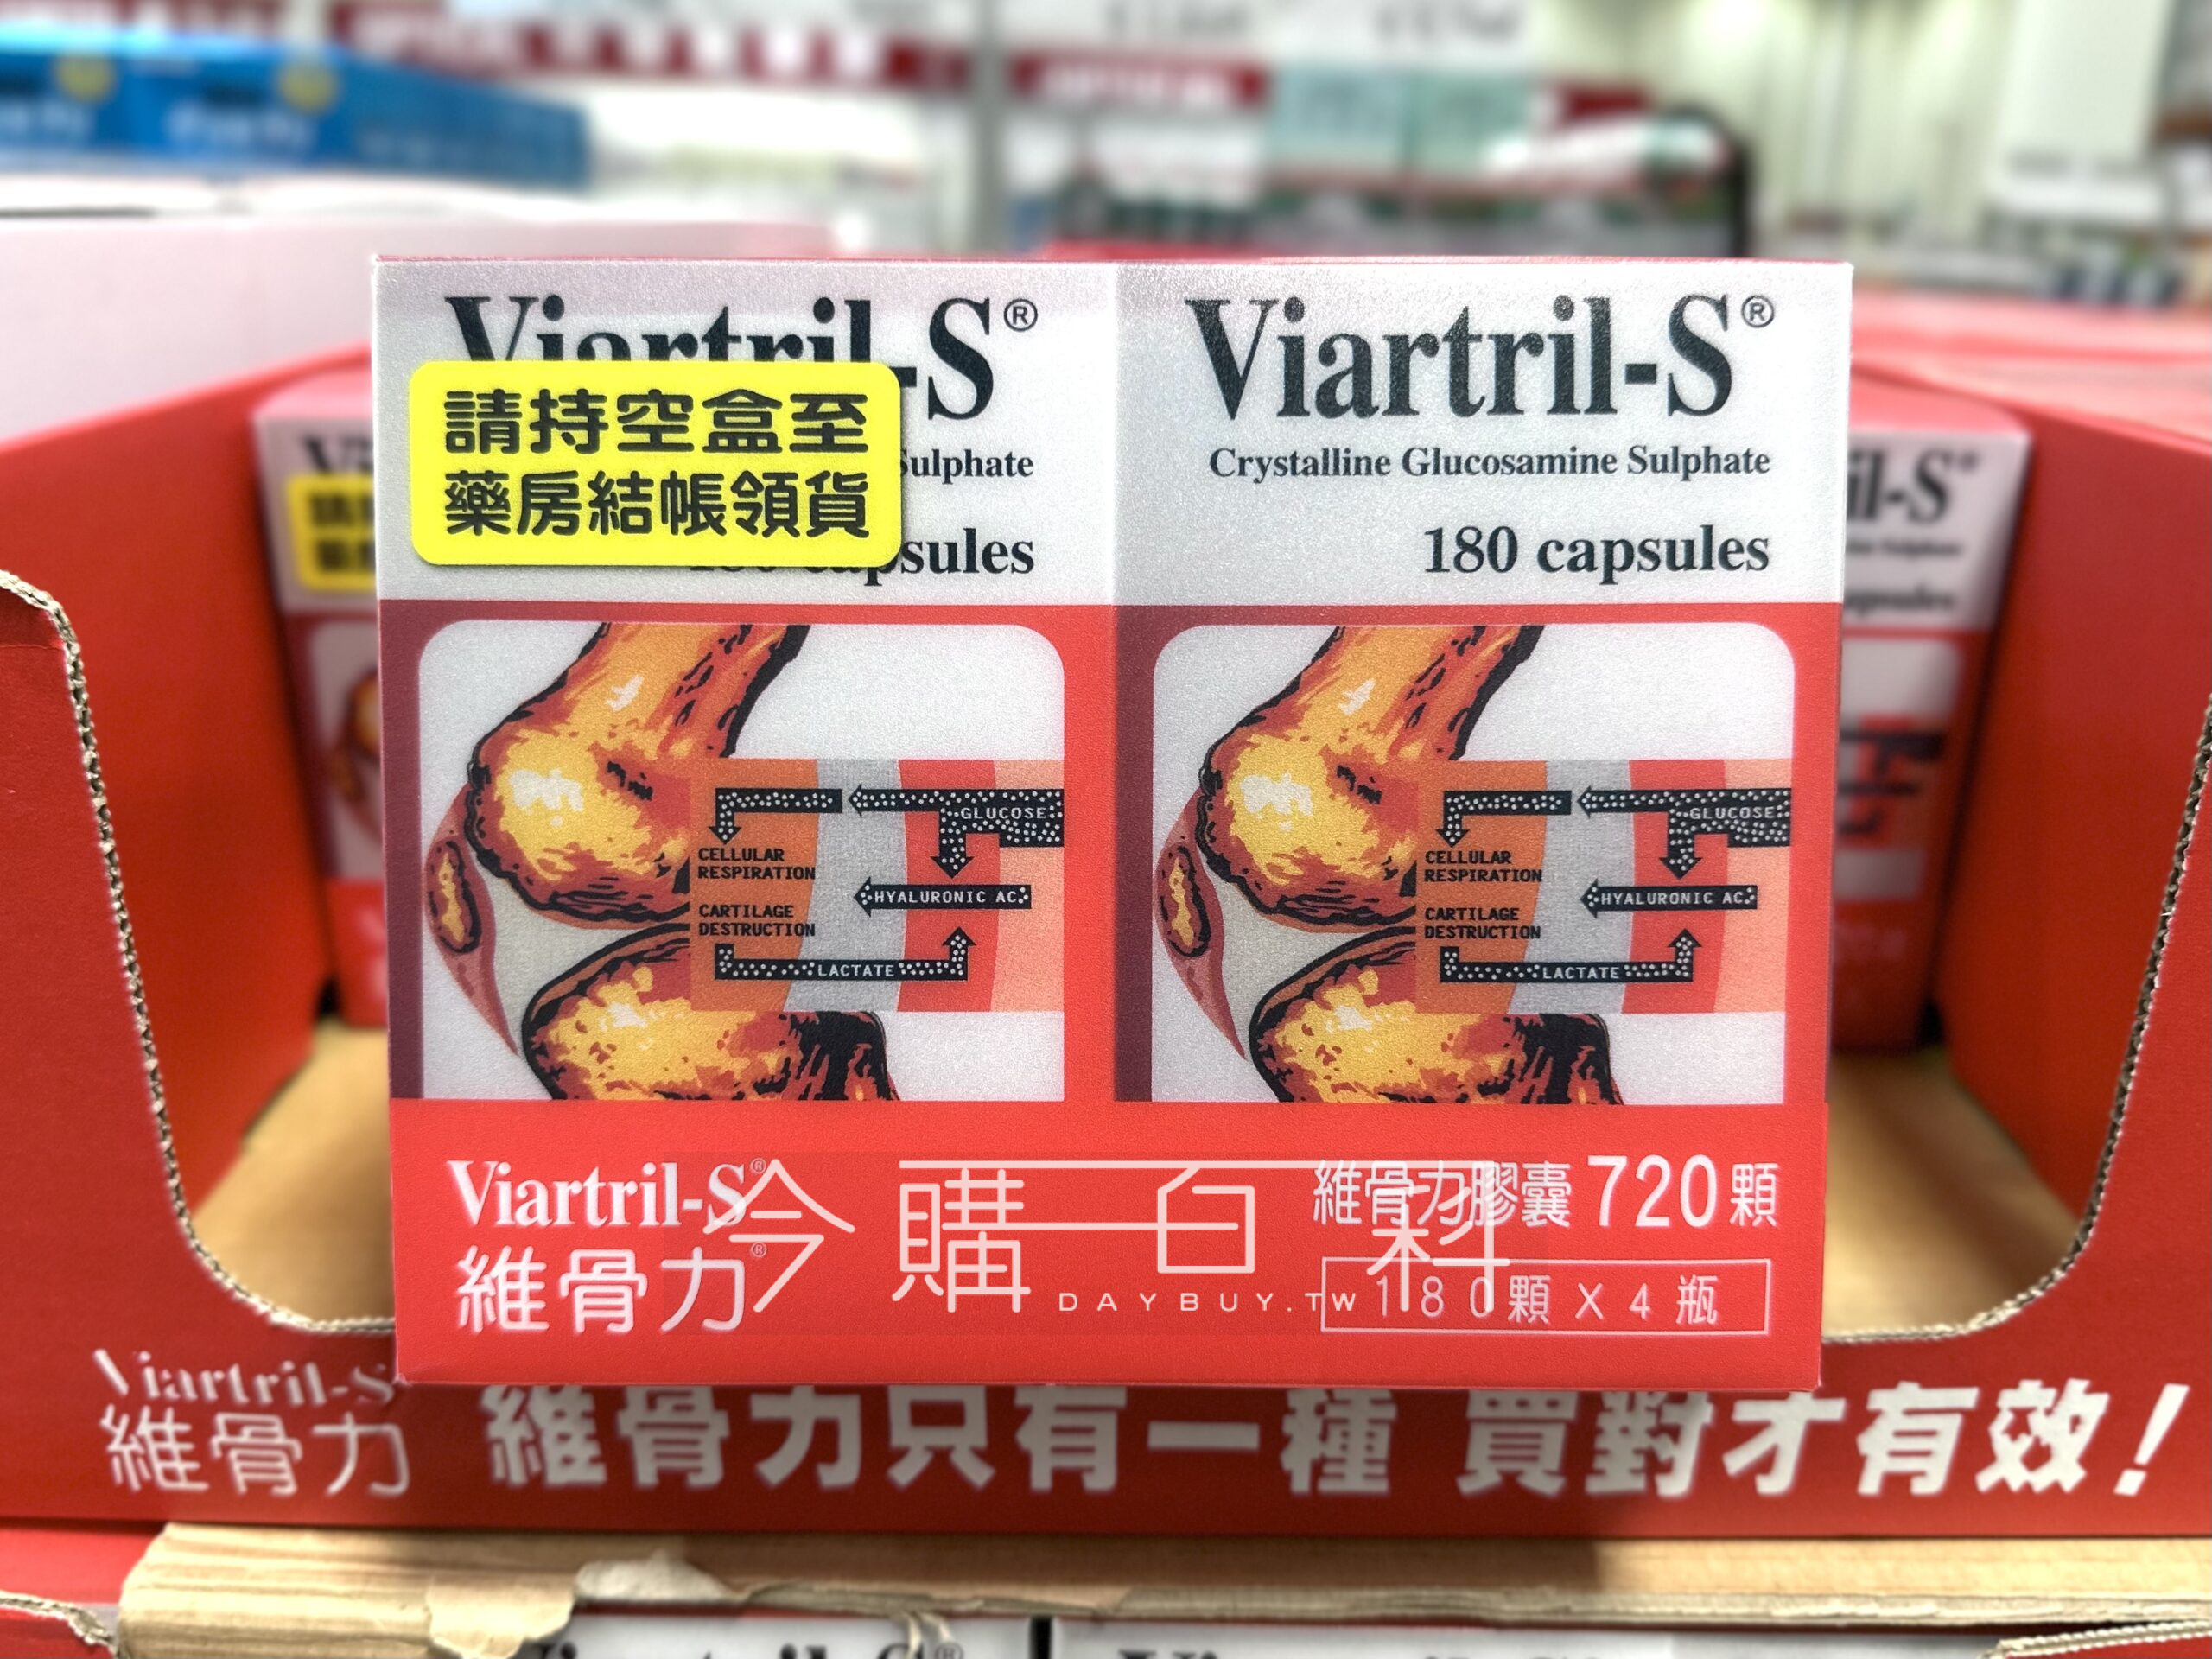 Viartril-S®
請持空盒至
藥房結帳領貨
Sulphate
capsules
Viartril-S®
Crystalline Glucosamine Sulphate
180 capsules
GLUCOSE
CELLULAR
RESPIRATION
HYALURONIC AC.
CARTILAGE
DESTRUCTION
LACTATE
GLUCOSE
CELLULAR
RESPIRATION
HYALURONIC AC.
CARTILAGE
DESTRUCTION
LACTATE
Viartril-S®
維骨力®
維骨力膠囊 720 顆
180顆 X 4 瓶
今購百科
DAYBUY.TW
Viartril-S
維骨力
維骨力只有一種 買對才有效!